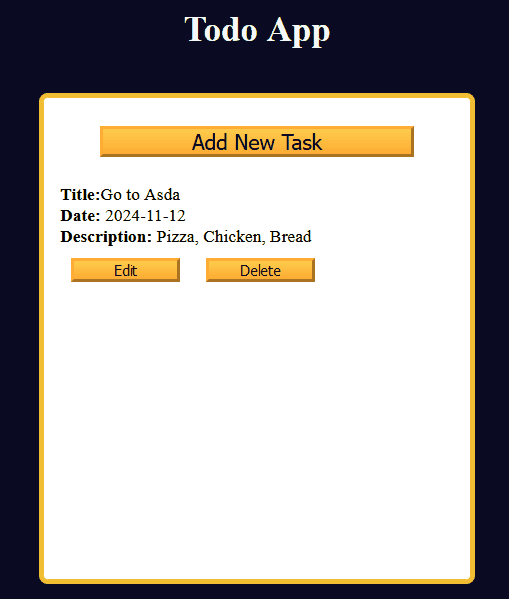 Todo App
Add New Task
Title:Go to Asda
Date: 2024-11-12
Description: Pizza, Chicken, Bread
Edit Delete